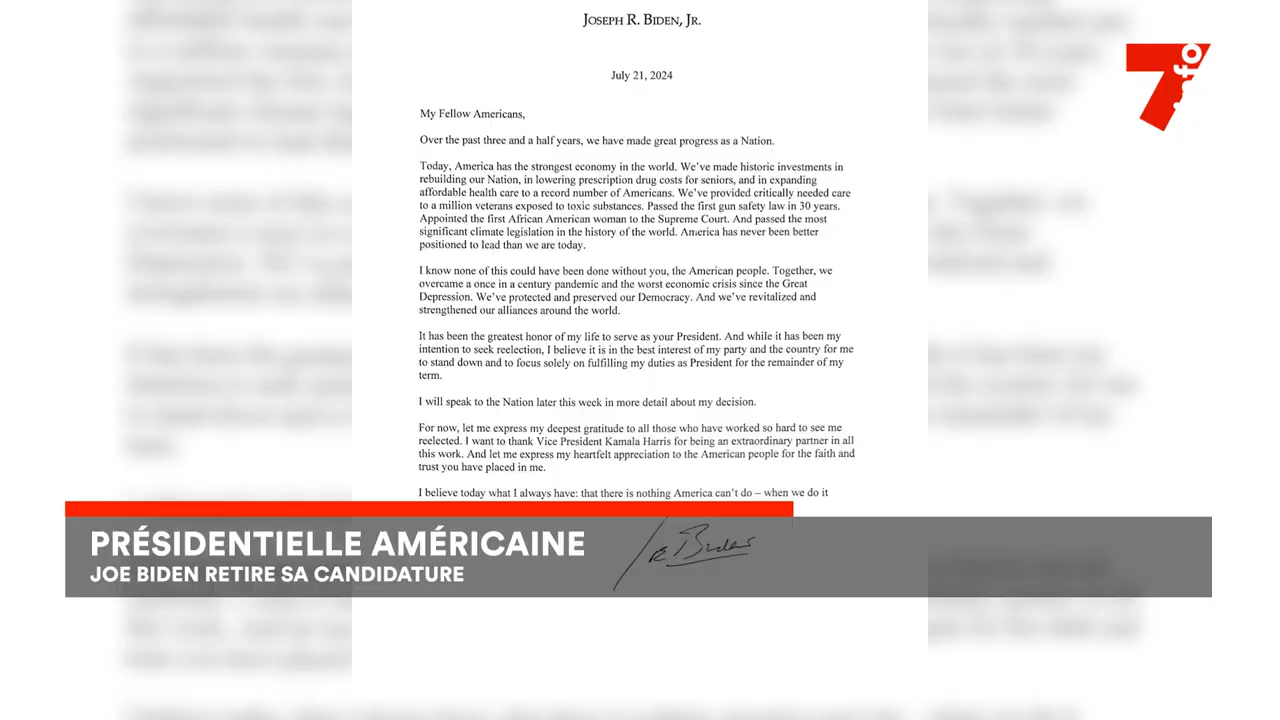 JOSEPH R. BIDEN, JR.
July 21, 2024
My Fellow Americans,
Over the past three and a half years, we have made great progress as a Nation.
Today, America has the strongest economy in the world. We've made historic investments in
rebuilding our Nation, in lowering prescription drug costs for seniors, and in expanding
affordable health care to a record number of Americans. We've provided critically needed care
to a million veterans exposed to toxic substances. Passed the first gun safety law in 30 years.
Appointed the first African American woman to the Supreme Court. And passed the most
significant climate legislation in the history of the world. America has never been better
positioned to lead than we are today.
I know none of this could have been done without you, the American people. Together, we
overcame a once in a century pandemic and the worst economic crisis since the Great
Depression. We've protected and preserved our Democracy. And we've revitalized and
strengthened our alliances around the world.
It has been the greatest honor of my life to serve as your President. And while it has been my
intention to seek reelection, I believe it is in the best interest of my party and the country for me
to stand down and to focus solely on fulfilling my duties as President for the remainder of my
term.
I will speak to the Nation later this week in more detail about my decision.
For now, let me express my deepest gratitude to all those who have worked so hard to see me
reelected. I want to thank Vice President Kamala Harris for being an extraordinary partner in all
this work. And let me express my heartfelt appreciation to the American people for the faith and
trust you have placed in me.
I believe today what I always have: that there is nothing America can't do – when we do it
PRÉSIDENTIELLE AMÉRICAINE
JOE BIDEN RETIRE SA CANDIDATURE
7